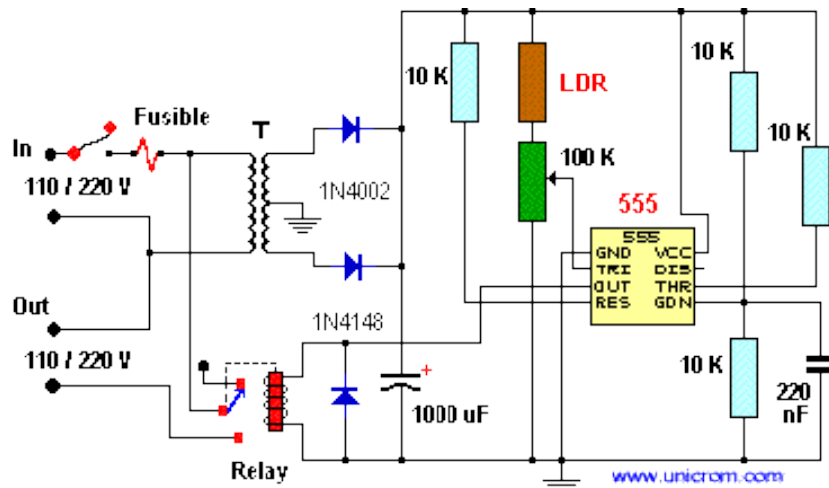 In
Fusible
T
110 / 220 V
1N4002
Out
110 / 220 V
1N4148
Relay
1000 uF
+
10 K
LDR
100 K
10 K
10 K
555
555
GND VCC
TRI DIS
OUT THR
RES GDN
10 K
220
nF
www.unicrom.com